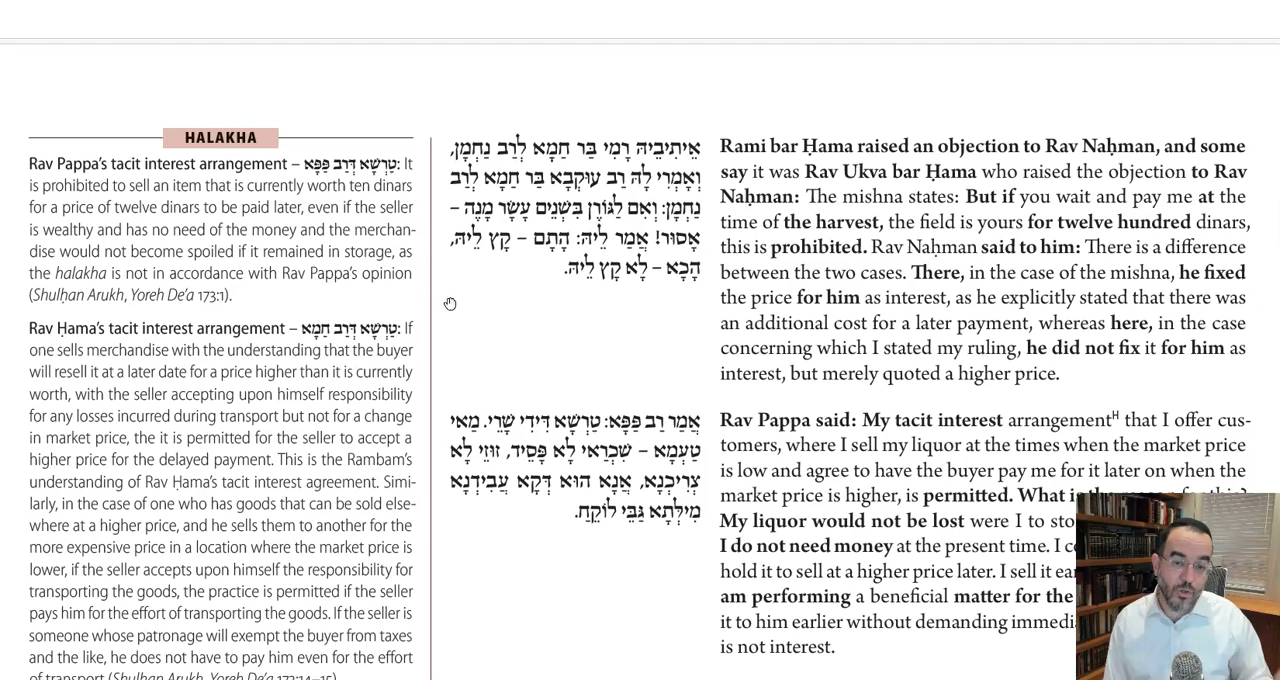 HALAKHA
Rav Pappa's tacit interest arrangement – טַרְשָׁא דְּרַב פַּפָּא: It
is prohibited to sell an item that is currently worth ten dinars
for a price of twelve dinars to be paid later, even if the seller
is wealthy and has no need of the money and the merchan-
dise would not become spoiled if it remained in storage, as
the halakha is not in accordance with Rav Pappa's opinion
(Shulḥan Arukh, Yoreh De'a 173:1).
Rav Ḥama's tacit interest arrangement – טַרְשָׁא דְּרַב חָמָא: If
one sells merchandise with the understanding that the buyer
will resell it at a later date for a price higher than it is currently
worth, with the seller accepting upon himself responsibility
for any losses incurred during transport but not for a change
in market price, the it is permitted for the seller to accept a
higher price for the delayed payment. This is the Rambam's
understanding of Rav Ḥama's tacit interest agreement. Simi-
larly, in the case of one who has goods that can be sold else-
where at a higher price, and he sells them to another for the
more expensive price in a location where the market price is
lower, if the seller accepts upon himself the responsibility for
transporting the goods, the practice is permitted if the seller
pays him for the effort of transporting the goods. If the seller is
someone whose patronage will exempt the buyer from taxes
and the like, he does not have to pay him even for the effort
of transport (Shulḥan Arukh, Yoreh De'a 173:14–15).
אֵיתִיבֵיהּ רָמִי בַּר חָמָא לְרַב נַחְמָן,
וְאָמְרִי לָהּ רַב עוּקְבָא בַּר חָמָא לְרַב
נַחְמָן: וְאִם לַגּוֹרֶן בִּשְׁנֵים עָשָׂר מָנֶה –
אָסוּר! אֲמַר לֵיהּ: הָתָם – קָץ לֵיהּ,
הָכָא – לָא קָץ לֵיהּ.
אֲמַר רַב פַּפָּא: טַרְשָׁא דִּידִי שָׁרֵי. מַאי
טַעְמָא – שִׁכְרַאי לָא פָּסֵיד, זוּזֵי לָא
צְרִיכְנָא, אֲנָא הוּא דְּקָא עָבֵידְנָא
מִילְּתָא גַּבֵּי לוֹקֵחַ.
Rami bar Ḥama raised an objection to Rav Naḥman, and some
say it was Rav Ukva bar Ḥama who raised the objection to Rav
Naḥman: The mishna states: But if you wait and pay me at the
time of the harvest, the field is yours for twelve hundred dinars,
this is prohibited. Rav Naḥman said to him: There is a difference
between the two cases. There, in the case of the mishna, he fixed
the price for him as interest, as he explicitly stated that there was
an additional cost for a later payment, whereas here, in the case
concerning which I stated my ruling, he did not fix it for him as
interest, but merely quoted a higher price.
Rav Pappa said: My tacit interest arrangementᴴ that I offer cus-
tomers, where I sell my liquor at the times when the market price
is low and agree to have the buyer pay me for it later on when the
market price is higher, is permitted. What is
My liquor would not be lost were I to sto
I do not need money at the present time. I c
hold it to sell at a higher price later. I sell it ear
am performing a beneficial matter for the
it to him earlier without demanding immedi
is not interest.